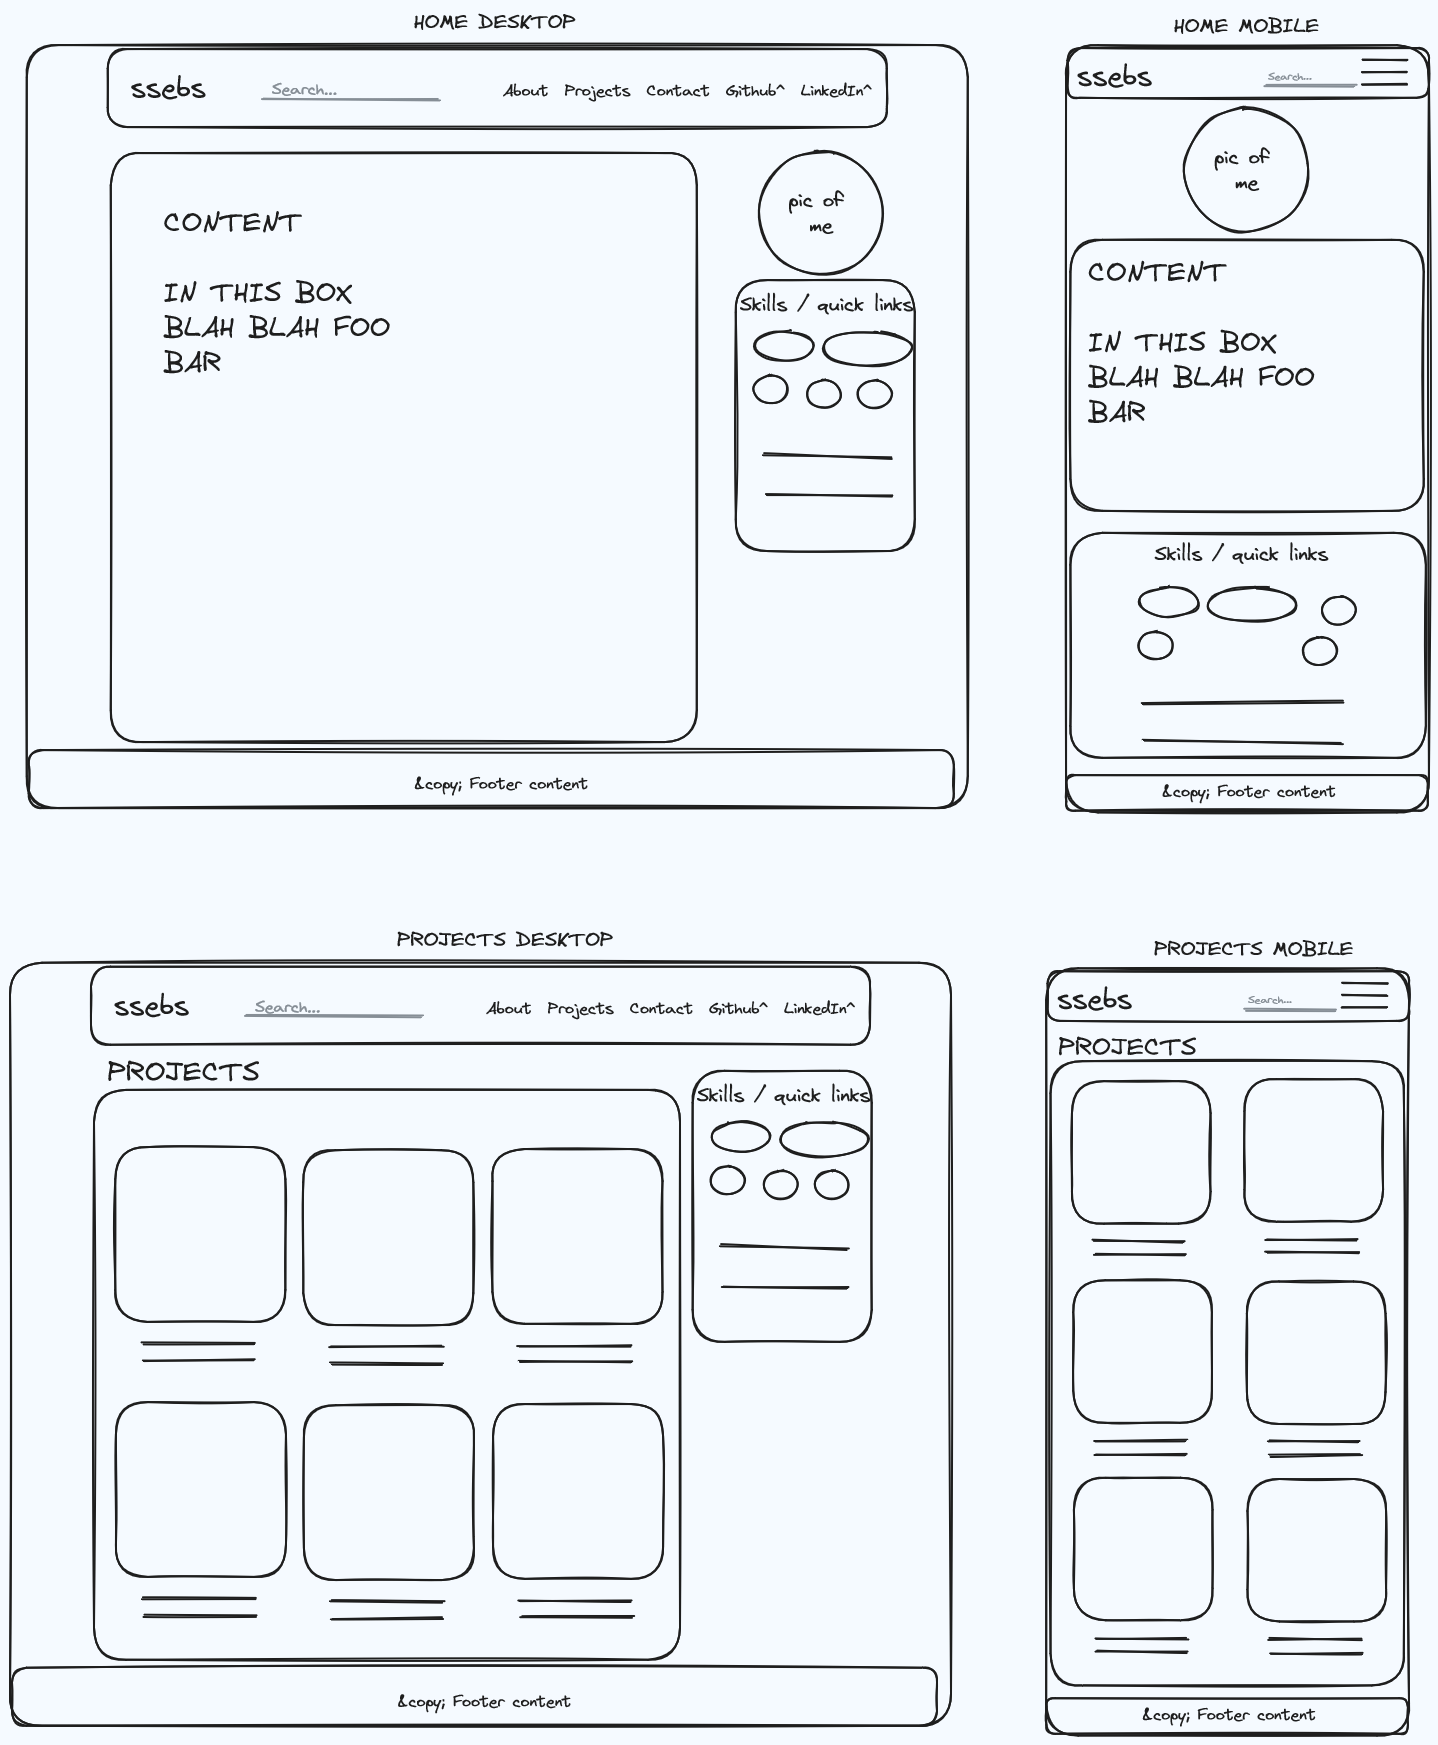 HOME DESKTOP
ssebs
Search...
About Projects Contact Github^ LinkedIn^
CONTENT
IN THIS BOX
BLAH BLAH FOO
BAR
pic of
me
Skills / quick links
&copy; Footer content
HOME MOBILE
ssebs
Search...
pic of
me
CONTENT
IN THIS BOX
BLAH BLAH FOO
BAR
Skills / quick links
&copy; Footer content
PROJECTS DESKTOP
ssebs
Search...
About Projects Contact Github^ LinkedIn^
PROJECTS
Skills / quick links
&copy; Footer content
PROJECTS MOBILE
ssebs
Search...
PROJECTS
&copy; Footer content